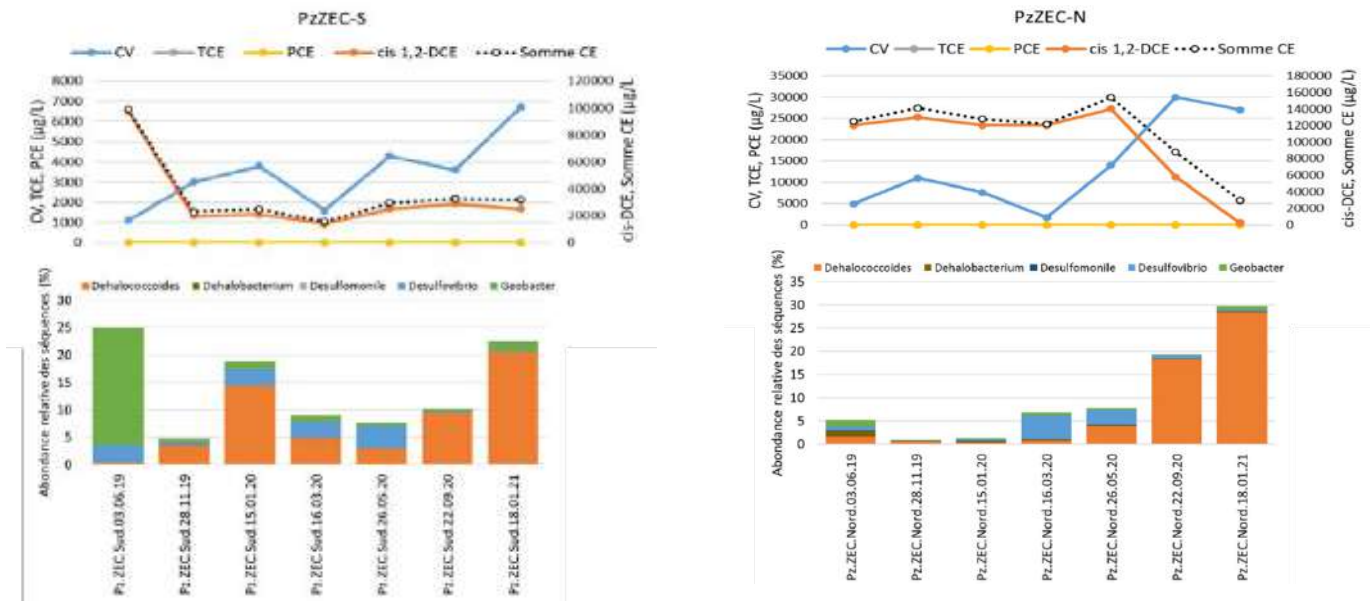 PzZEC-S
CV TCE PCE cis 1,2-DCE Somme CE
CV, TCE, PCE (µg/L)
8000
7000
6000
5000
4000
3000
2000
1000
0
120000
100000
80000
60000
40000
20000
0
cis-DCE, Somme CE (µg/L
Dehalococcoides Dehalobacterium Desulfomonile Desulfovibrio Geobacter
Abondance relative des séquences (%)
30
25
20
15
10
5
0
Pz.ZEC.Sud.03.06.19
Pz.ZEC.Sud.28.11.19
Pz.ZEC.Sud.15.01.20
Pz.ZEC.Sud.16.03.20
Pz.ZEC.Sud.26.05.20
Pz.ZEC.Sud.22.09.20
Pz.ZEC.Sud.18.01.21
PzZEC-N
CV TCE PCE cis 1,2-DCE Somme CE
CV, TCE, PCE (µg/L)
35000
30000
25000
20000
15000
10000
5000
0
180000
160000
140000
120000
100000
80000
60000
40000
20000
0
cis-DCE, Somme CE (µg/L)
Dehalococcoides Dehalobacterium Desulfomonile Desulfovibrio Geobacter
Abondance relative des séquences (%)
35
30
25
20
15
10
5
0
Pz.ZEC.Nord.03.06.19
Pz.ZEC.Nord.28.11.19
Pz.ZEC.Nord.15.01.20
Pz.ZEC.Nord.16.03.20
Pz.ZEC.Nord.26.05.20
Pz.ZEC.Nord.22.09.20
Pz.ZEC.Nord.18.01.21